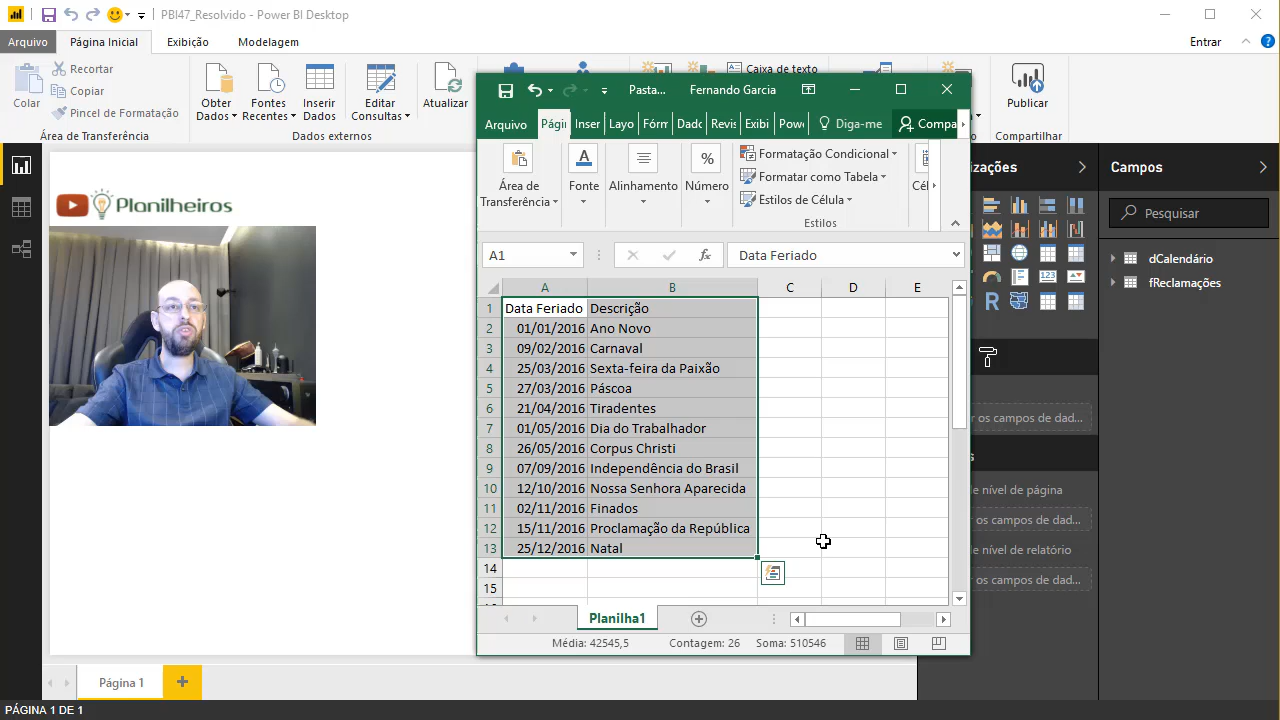 PBI47_Resolvido - Power BI Desktop
Arquivo
Página Inicial
Exibição
Modelagem
Entrar
Colar
Recortar
Copiar
Pincel de Formatação
Área de Transferência
Obter Dados
Fontes Recentes
Inserir Dados
Editar Consultas
Atualizar
Dados externos
Caixa de texto
Publicar
Compartilhar
Planilheiros
Pasta...
Fernando Garcia
Arquivo
Pági
Inser
Layo
Fórr
Dado
Revis
Exibi
Diga-me
Compa
Área de Transferência
Fonte
Alinhamento
Número
Formatação Condicional
Formatar como Tabela
Estilos de Célula
Estilos
Cél
A1
fx
Data Feriado
A B C D E
1 Data Feriado Descrição
2 01/01/2016 Ano Novo
3 09/02/2016 Carnaval
4 25/03/2016 Sexta-feira da Paixão
5 27/03/2016 Páscoa
6 21/04/2016 Tiradentes
7 01/05/2016 Dia do Trabalhador
8 26/05/2016 Corpus Christi
9 07/09/2016 Independência do Brasil
10 12/10/2016 Nossa Senhora Aparecida
11 02/11/2016 Finados
12 15/11/2016 Proclamação da República
13 25/12/2016 Natal
14
15
Planilha1
Média: 42545,5 Contagem: 26 Soma: 510546
izações
R
123
r os campos de dad...
s
de nível de página
r os campos de dad...
de nível de relatório
r os campos de dad...
Campos
Pesquisar
dCalendário
fReclamações
Página 1
PÁGINA 1 DE 1